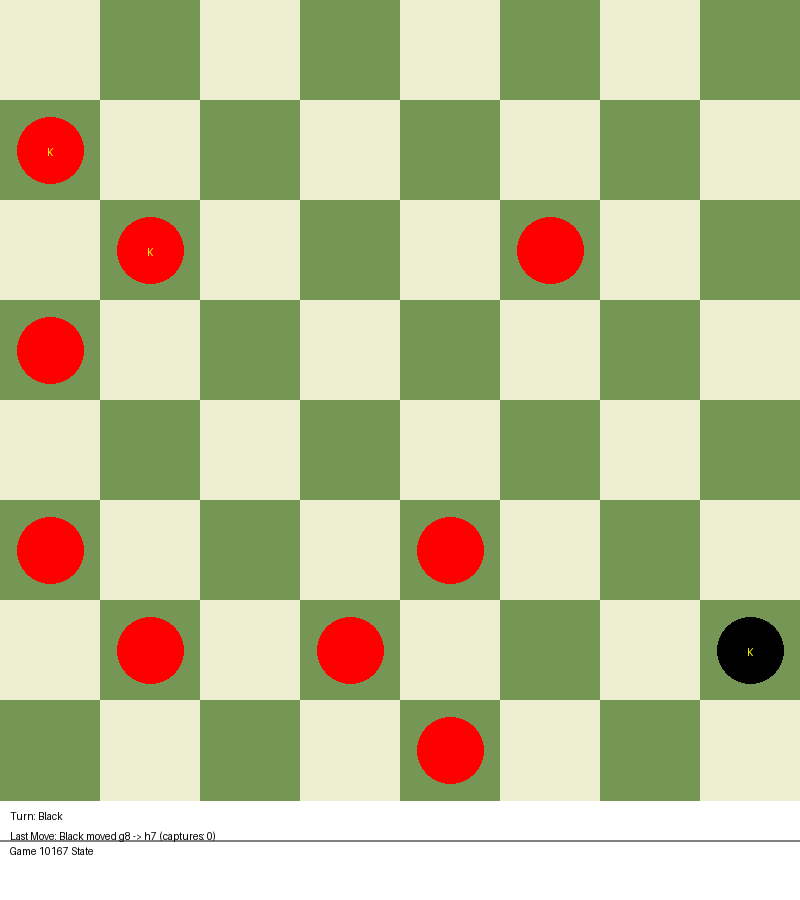 K
K
K
Turn: Black
Last Move: Black moved g8 -> h7 (captures: 0)
Game 10167 State